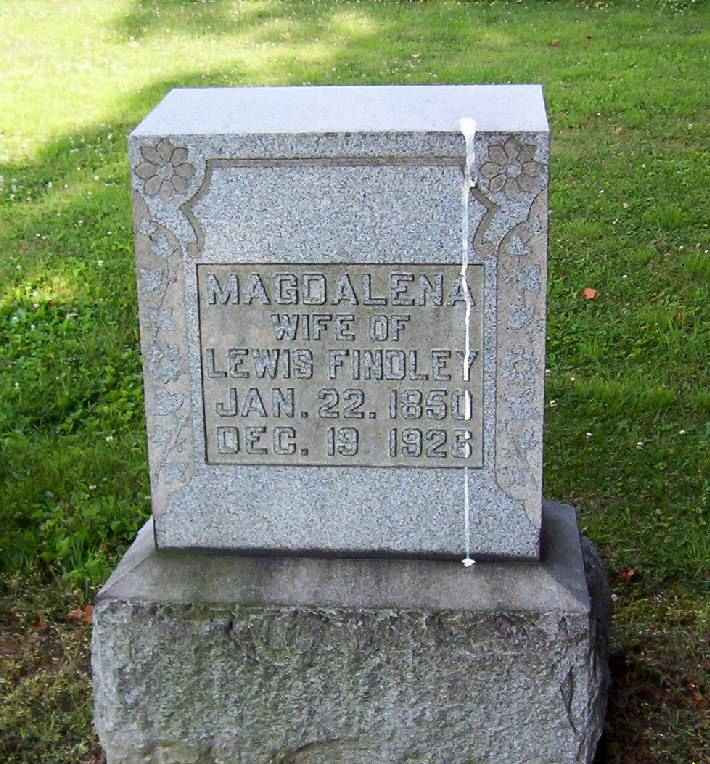 MAGDALENA
WIFE OF
LEWIS FINDLEY
JAN. 22. 1850
DEC. 19 1926